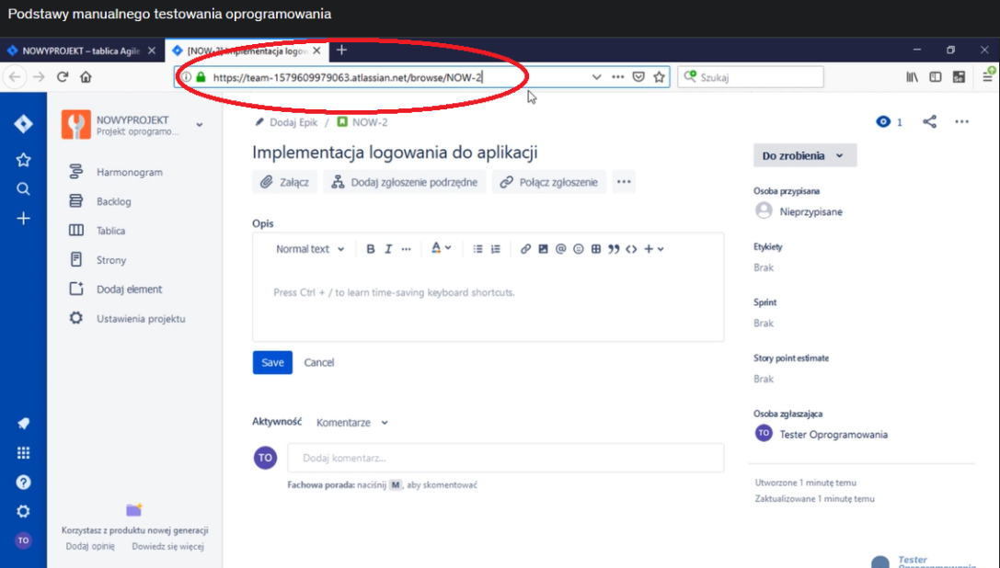 Podstawy manualnego testowania oprogramowania
NOWYPROJEKT – tablica Agile
[NOW-2] Implementacja logow
https://team-1579609979063.atlassian.net/browse/NOW-2
Szukaj
NOWYPROJEKT
Projekt oprogramo...
Harmonogram
Backlog
Tablica
Strony
Dodaj element
Ustawienia projektu
Korzystasz z produktu nowej generacji
Dodaj opinię Dowiedz się więcej
TO
Dodaj Epik / NOW-2
1
Implementacja logowania do aplikacji
Załącz Dodaj zgłoszenie podrzędne Połącz zgłoszenie
Opis
Normal text B I A
Press Ctrl + / to learn time-saving keyboard shortcuts.
Save Cancel
Aktywność Komentarze
TO Dodaj komentarz...
Fachowa porada: naciśnij M, aby skomentować
Do zrobienia
Osoba przypisana
Nieprzypisane
Etykiety
Brak
Sprint
Brak
Story point estimate
Brak
Osoba zgłaszająca
TO Tester Oprogramowania
Utworzone 1 minutę temu
Zaktualizowane 1 minutę temu
Tester
Oprogramowania